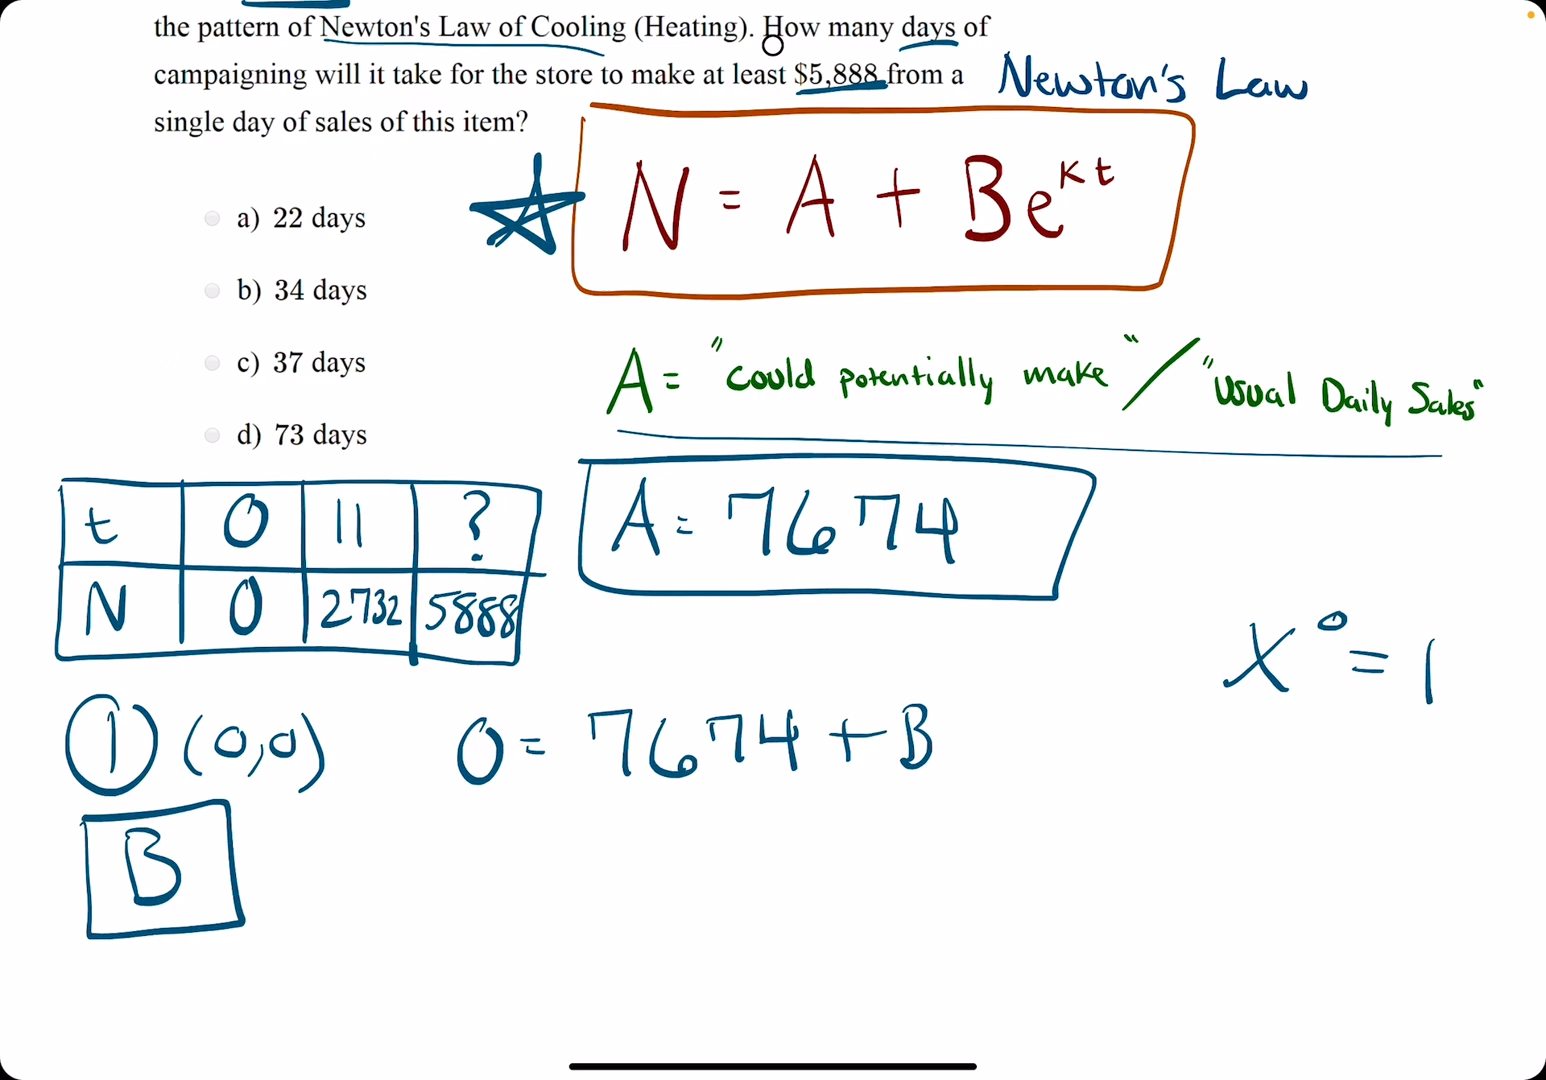 the pattern of Newton's Law of Cooling (Heating). How many days of
campaigning will it take for the store to make at least $5,888 from a
single day of sales of this item?
Newton's Law
N = A + Be^kt
a) 22 days
b) 34 days
c) 37 days
d) 73 days
A = "could potentially make" / "Usual Daily Sales"
A = 7674
t 0 11 ?
N 0 2732 5888
x^0 = 1
① (0,0) 0 = 7674 + B
B